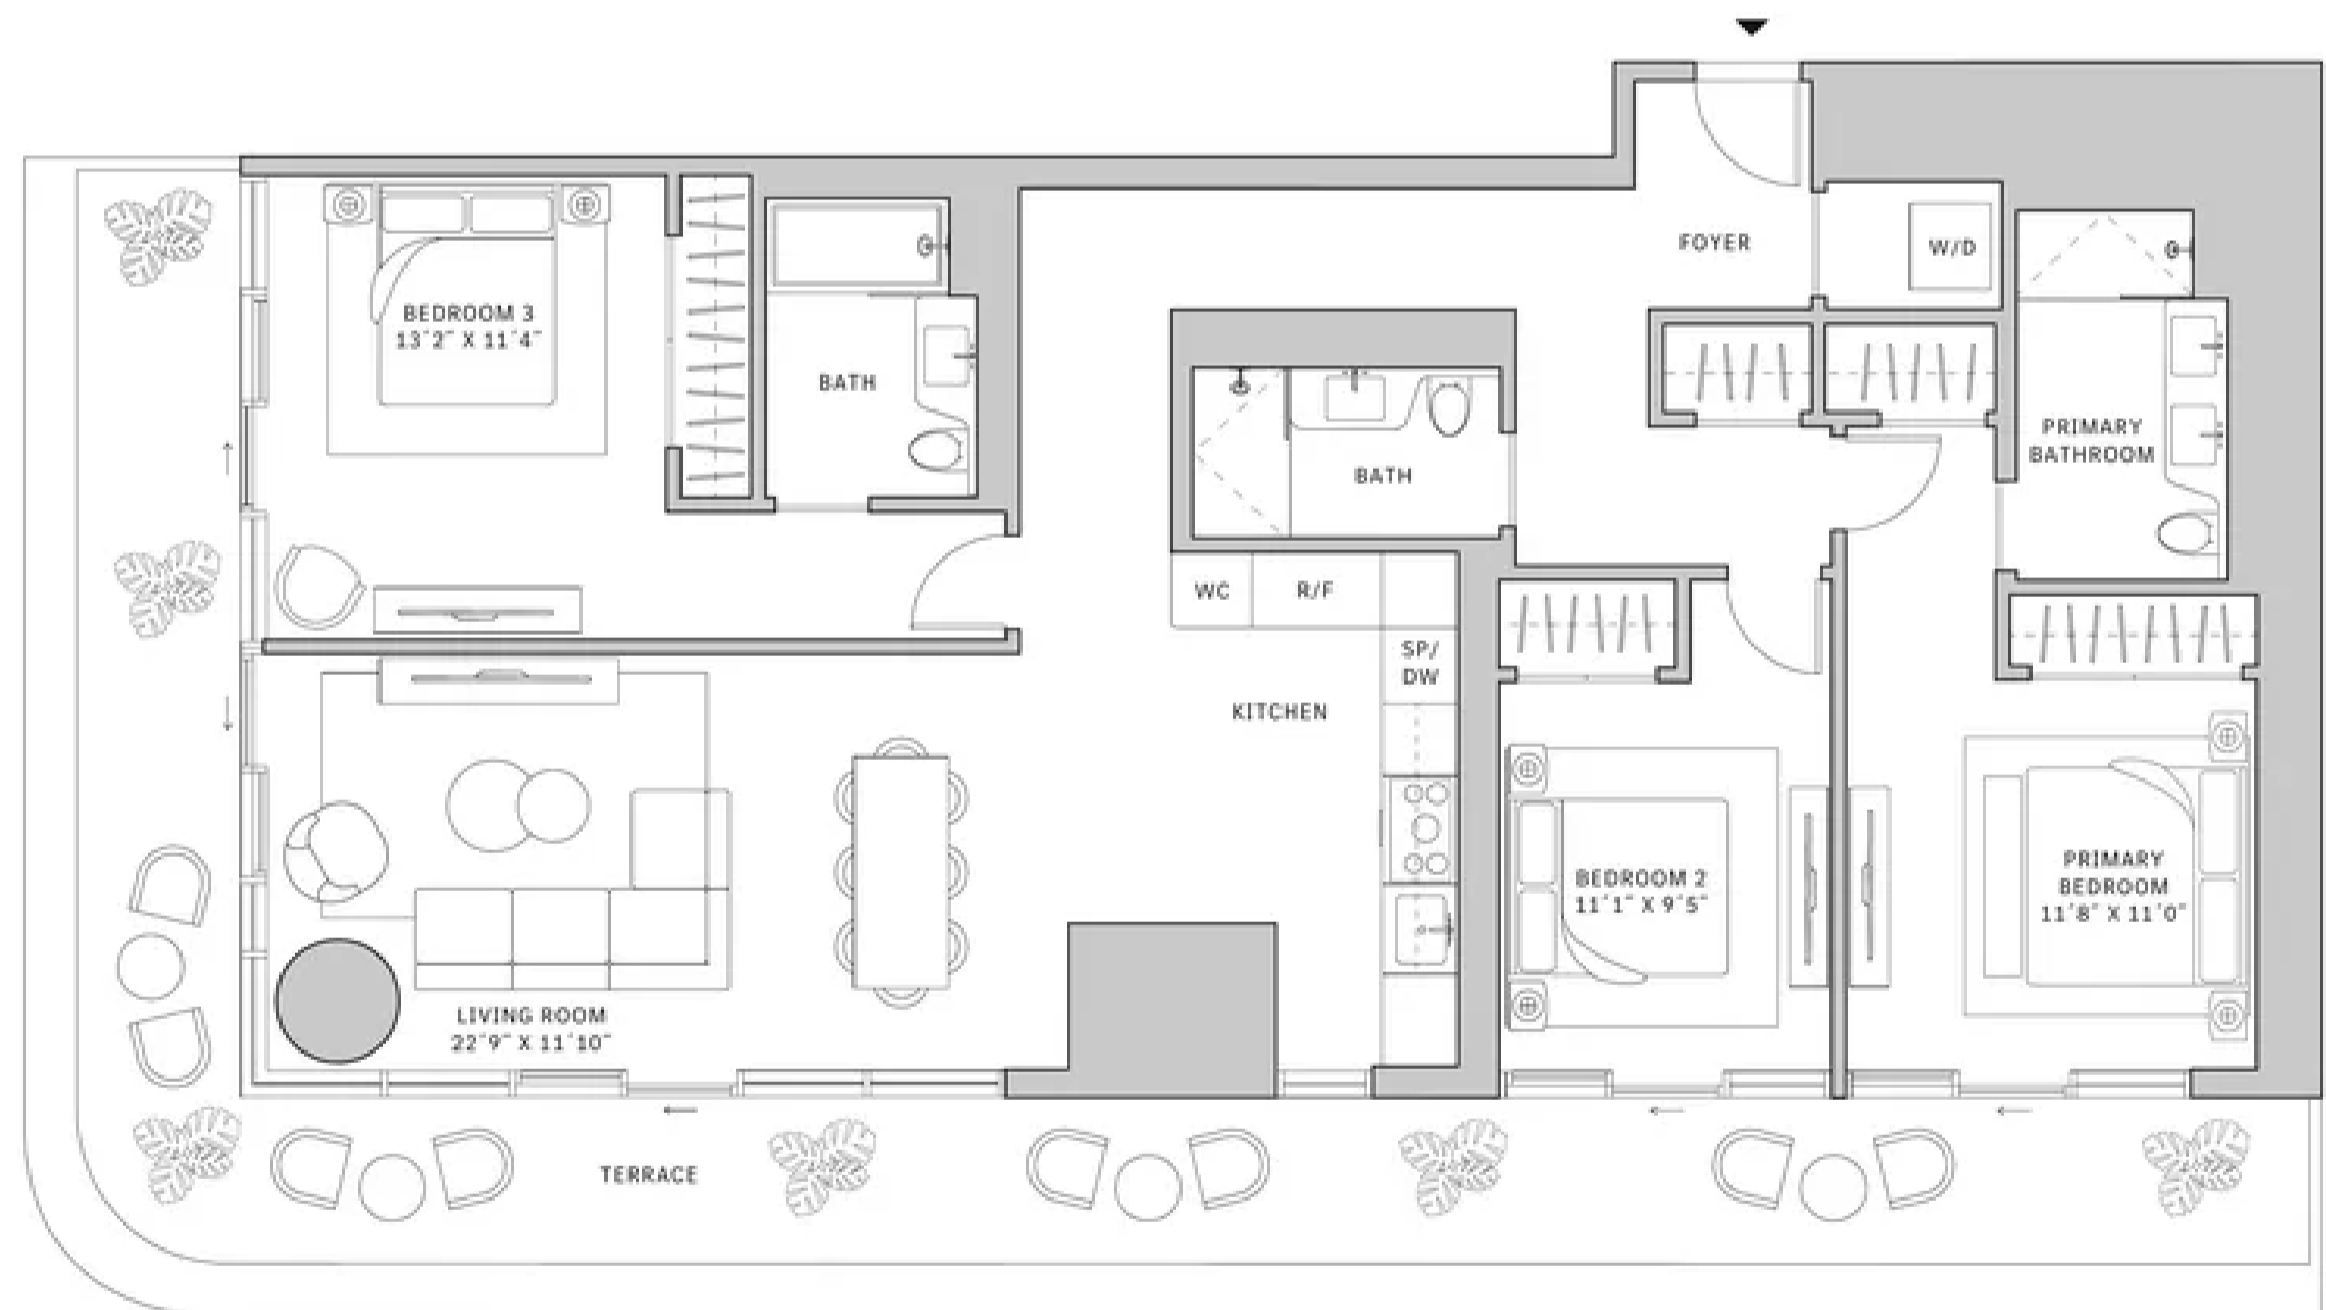 FOYER
W/D
BEDROOM 3
13´2˝ X 11´4˝
BATH
PRIMARY
BATHROOM
BATH
WC
R/F
SP/
DW
KITCHEN
BEDROOM 2
11´1˝ X 9´5˝
PRIMARY
BEDROOM
11´8˝ X 11´0˝
LIVING ROOM
22´9˝ X 11´10˝
TERRACE